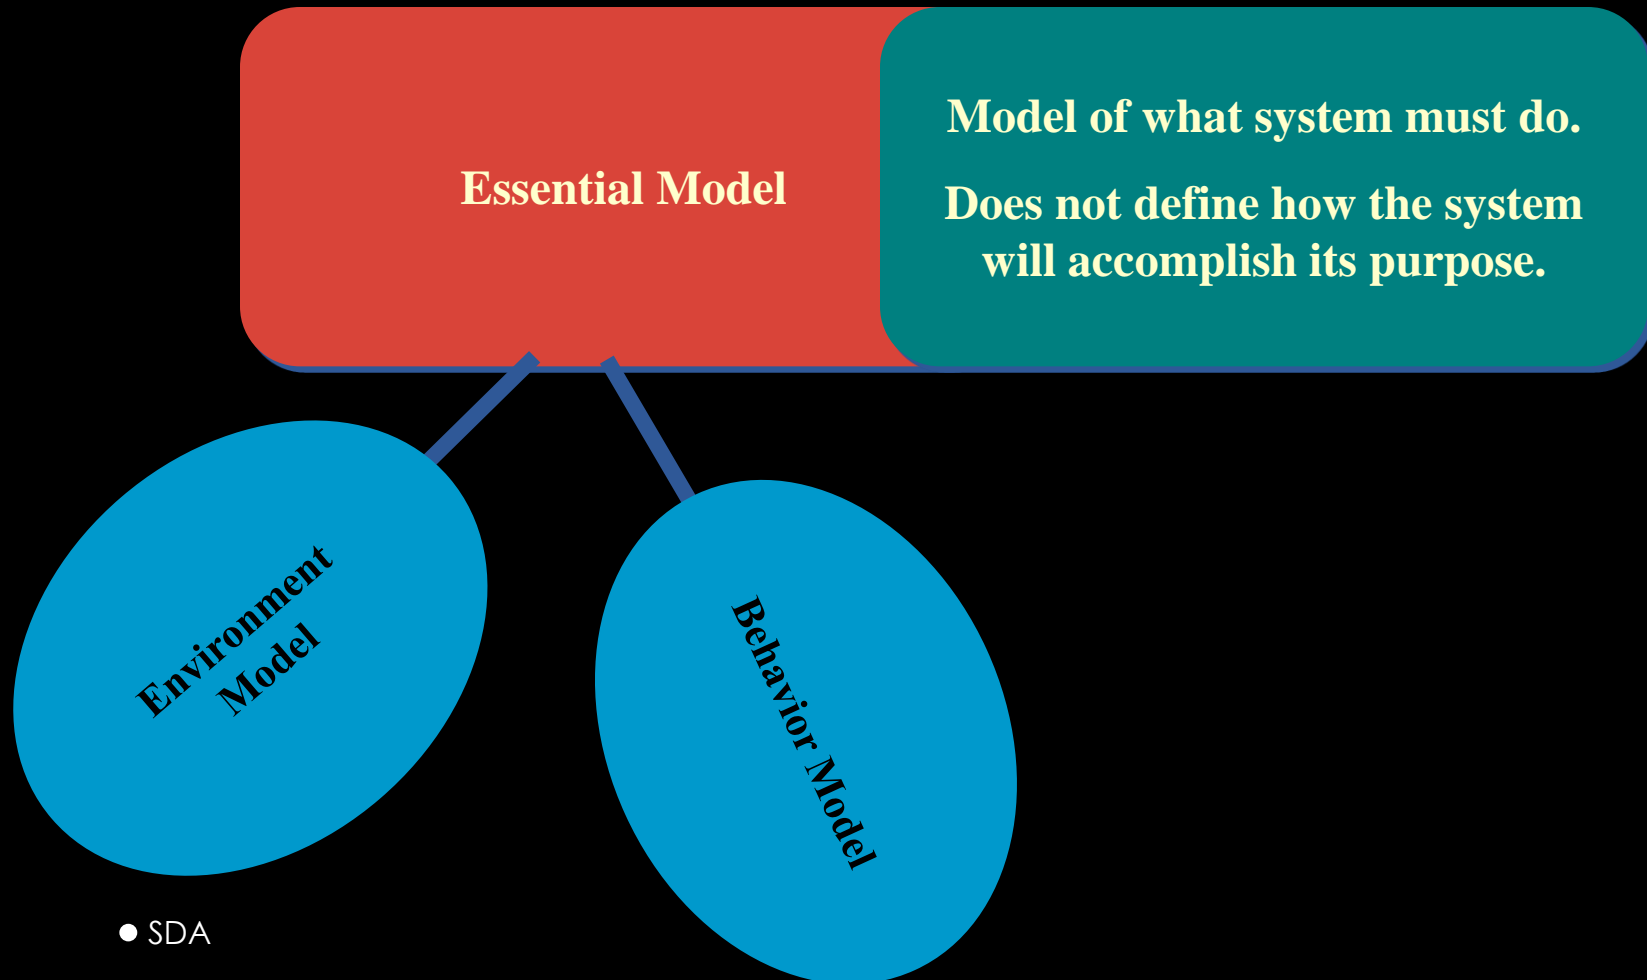 Essential Model
Model of what system must do.
Does not define how the system
will accomplish its purpose.
Environment
Model
Behavior Model
SDA